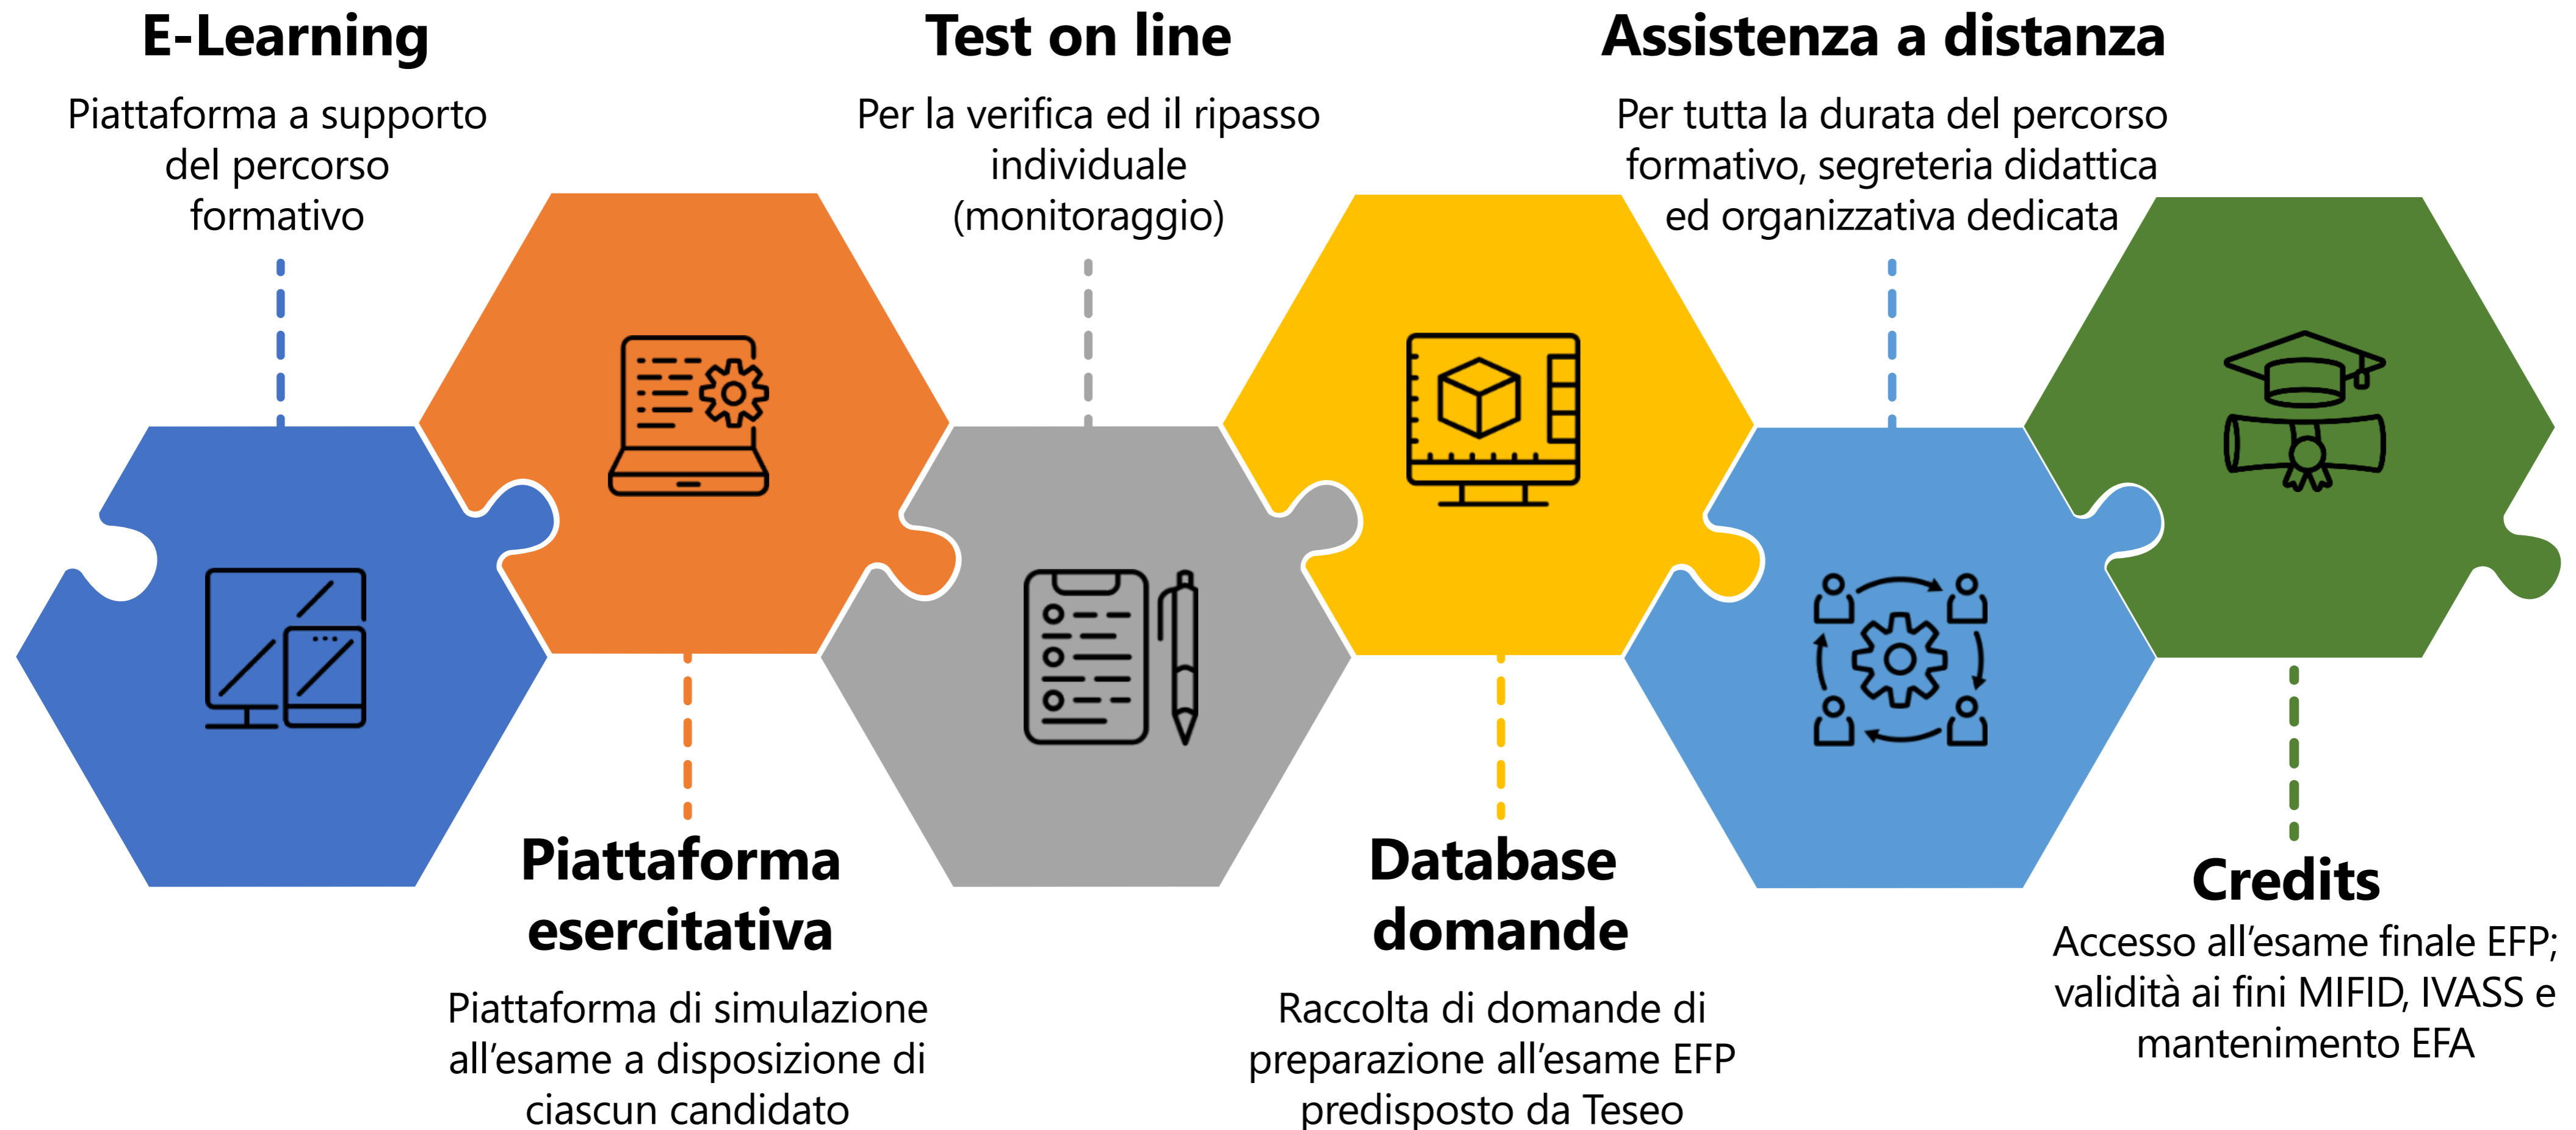 E-Learning
Piattaforma a supporto
del percorso
formativo
Piattaforma
esercitativa
Piattaforma di simulazione
all’esame a disposizione di
ciascun candidato
Test on line
Per la verifica ed il ripasso
individuale
(monitoraggio)
Database
domande
Raccolta di domande di
preparazione all’esame EFP
predisposto da Teseo
Assistenza a distanza
Per tutta la durata del percorso
formativo, segreteria didattica
ed organizzativa dedicata
Credits
Accesso all’esame finale EFP;
validità ai fini MIFID, IVASS e
mantenimento EFA